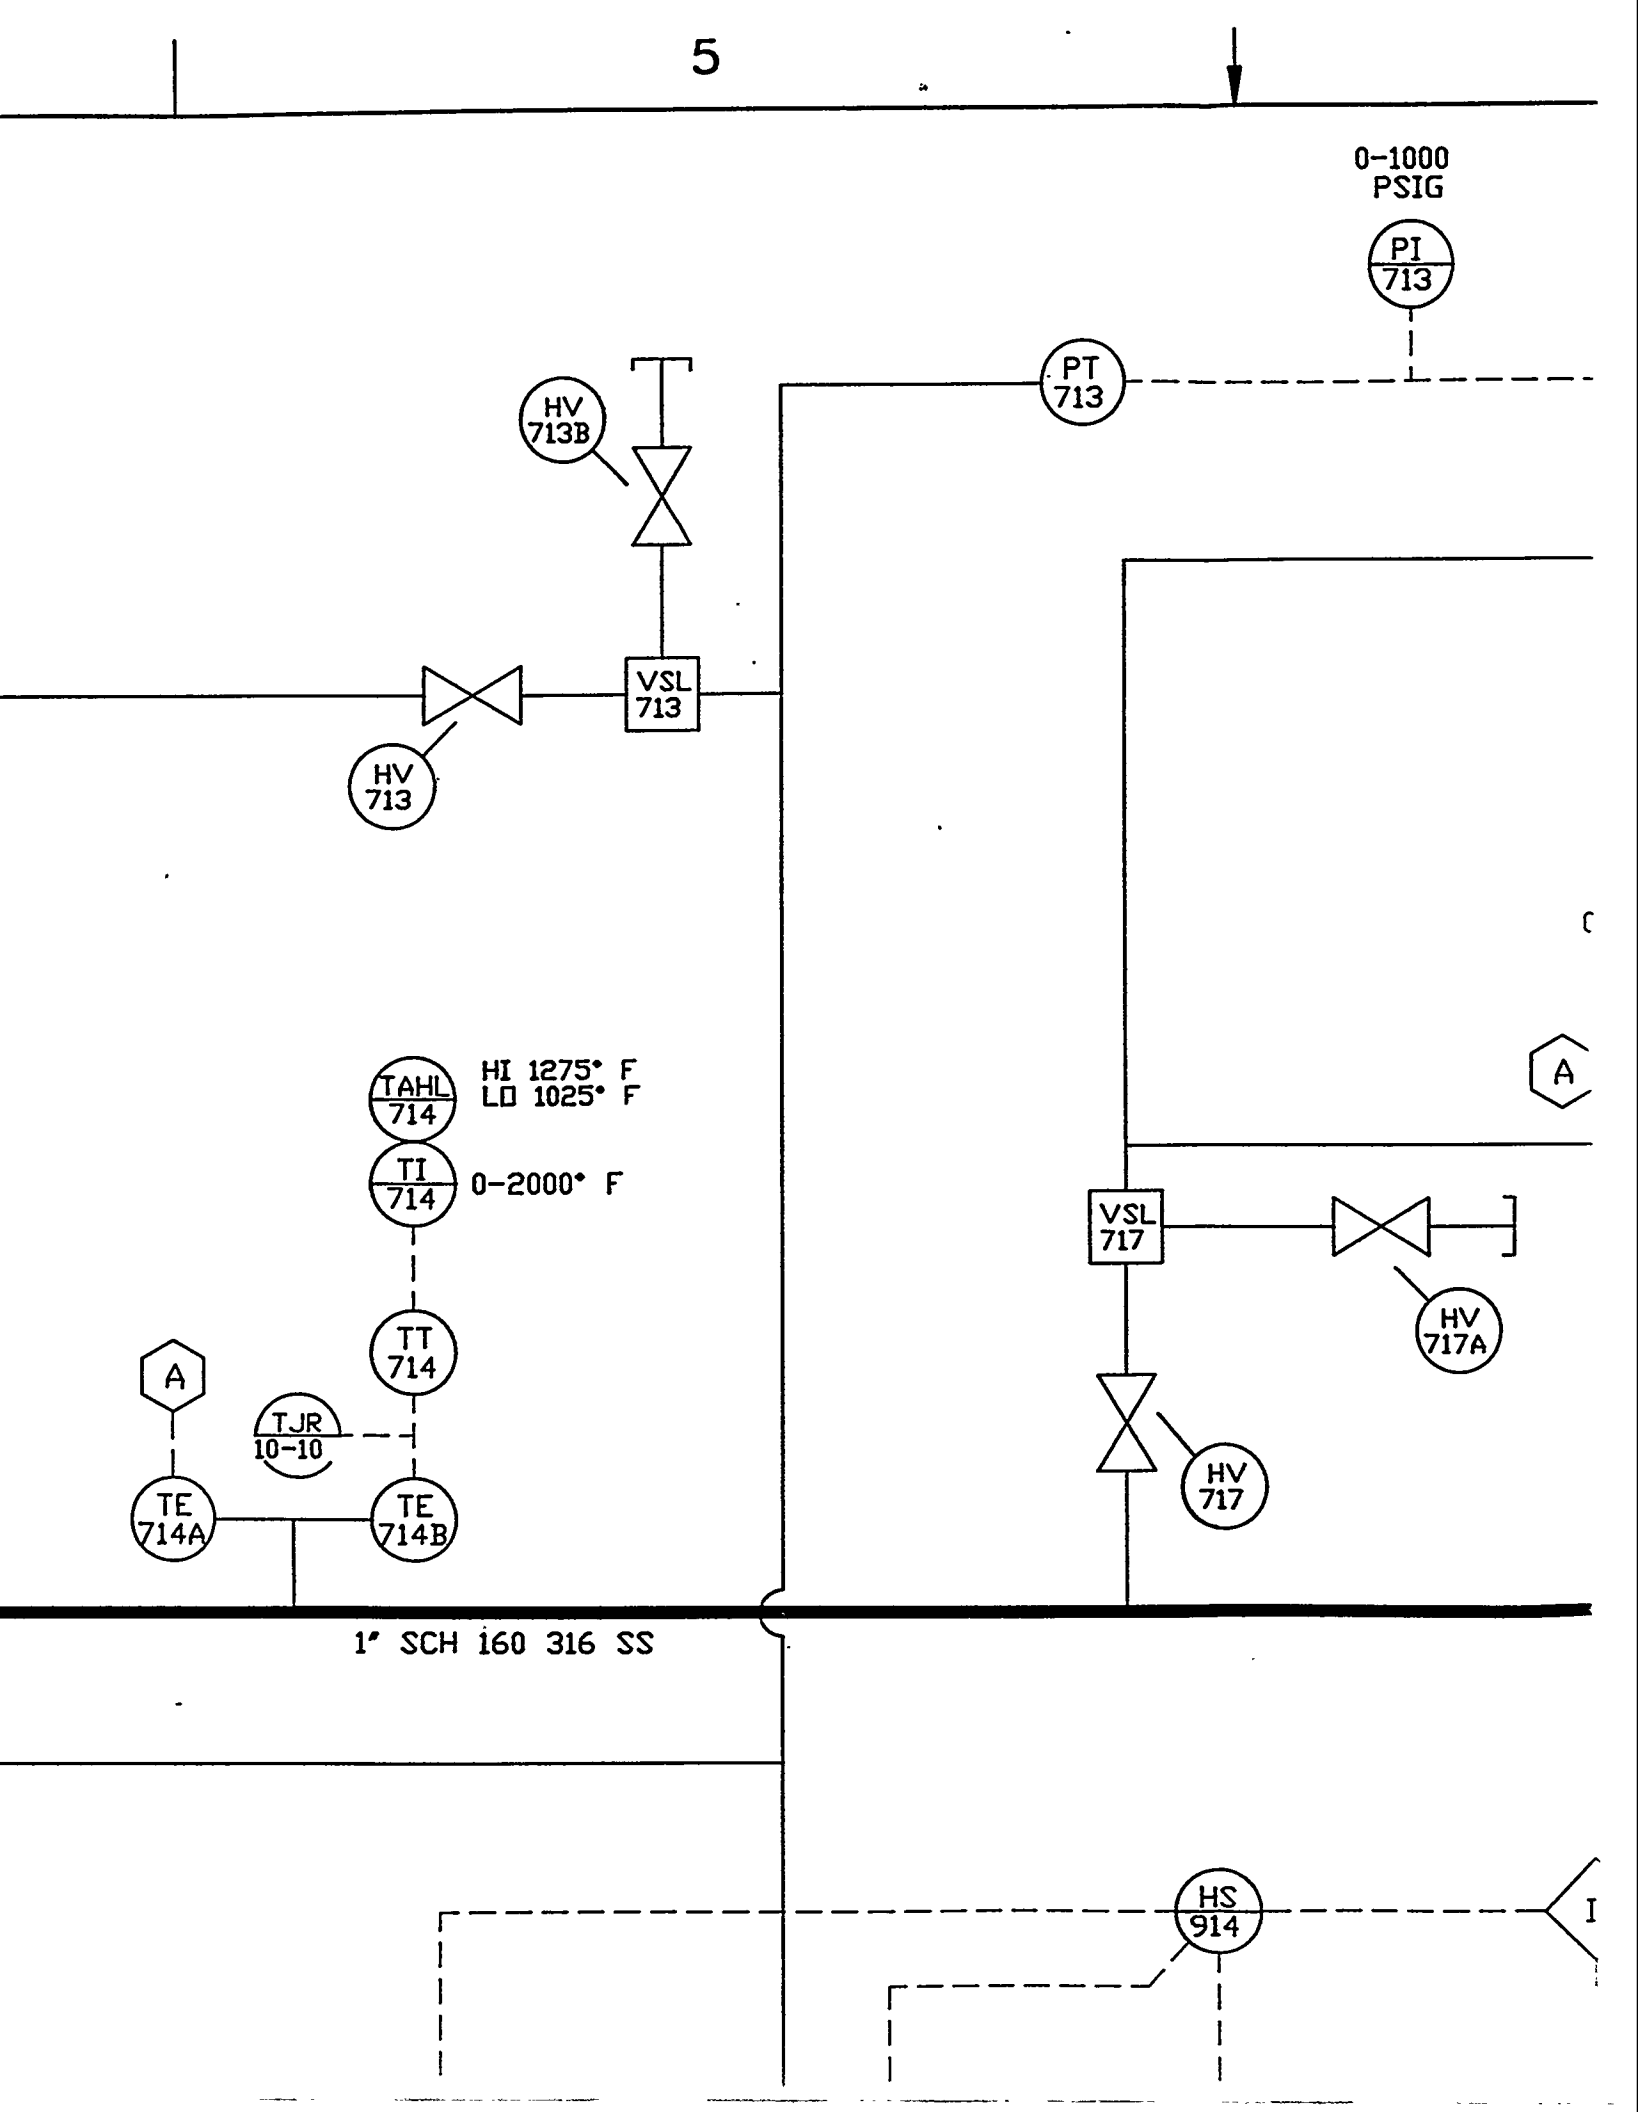 5
0-1000
PSIG
PI
713
PT
713
HV
713B
VSL
713
HV
713
A
TAHL
714
HI 1275° F
LO 1025° F
TI
714
0-2000° F
VSL
717
HV
717A
TT
714
A
TJR
10-10
HV
717
TE
714A
TE
714B
1" SCH 160 316 SS
HS
914
I